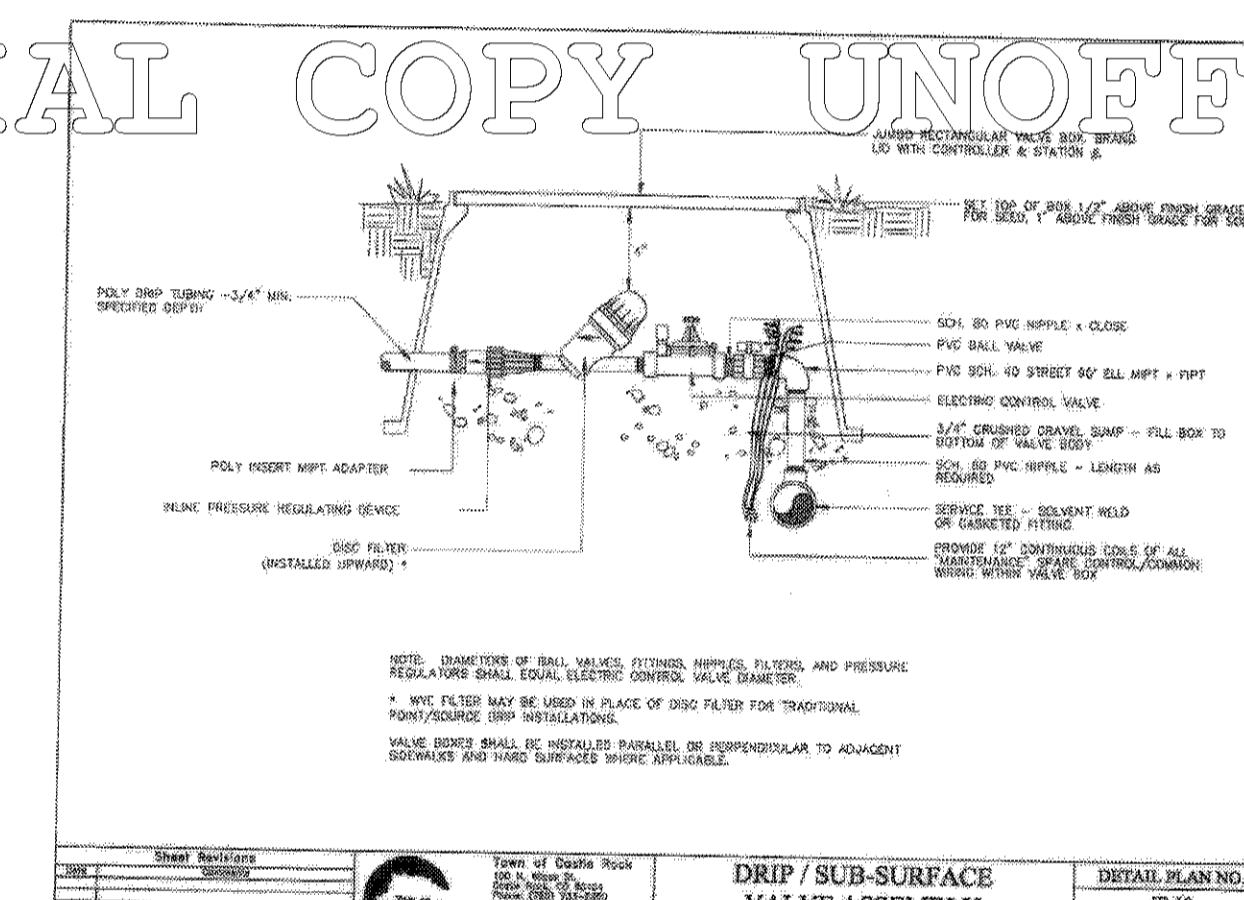 IAL COPY UNOFF
JUMBO RECTANGULAR VALVE BOX. BRAND
LID WITH CONTROLLER & STATION #.
SET TOP OF BOX 1/2" ABOVE FINISH GRADE
FOR SEED, 1" ABOVE FINISH GRADE FOR SOD
POLY DRIP TUBING -3/4" MIN.
SPECIFIED DEPTH
SCH. 80 PVC NIPPLE x CLOSE
PVC BALL VALVE
PVC SCH. 40 STREET 90° ELL MIPT x FIPT
ELECTRIC CONTROL VALVE
3/4" CRUSHED GRAVEL SUMP - FILL BOX TO
BOTTOM OF VALVE BODY
SCH. 80 PVC NIPPLE - LENGTH AS
REQUIRED
POLY INSERT MIPT ADAPTER
INLINE PRESSURE REGULATING DEVICE
SERVICE TEE - SOLVENT WELD
OR GASKETED FITTING
DISC FILTER
(INSTALLED UPWARD) *
PROVIDE 12" CONTINUOUS COILS OF ALL
"MAINTENANCE" SPARE CONTROL/COMMON
WIRING WITHIN VALVE BOX
NOTE: DIAMETERS OF BALL VALVES, FITTINGS, NIPPLES, FILTERS, AND PRESSURE
REGULATORS SHALL EQUAL ELECTRIC CONTROL VALVE DIAMETER.
* WYE FILTER MAY BE USED IN PLACE OF DISC FILTER FOR TRADITIONAL
POINT/SOURCE DRIP INSTALLATIONS.
VALVE BOXES SHALL BE INSTALLED PARALLEL OR PERPENDICULAR TO ADJACENT
SIDEWALKS AND HARD SURFACES WHERE APPLICABLE.
Sheet Revisions
Date Comments
Town of Castle Rock
DRIP / SUB-SURFACE
VALVE ASSEMBLY
DETAIL PLAN NO.